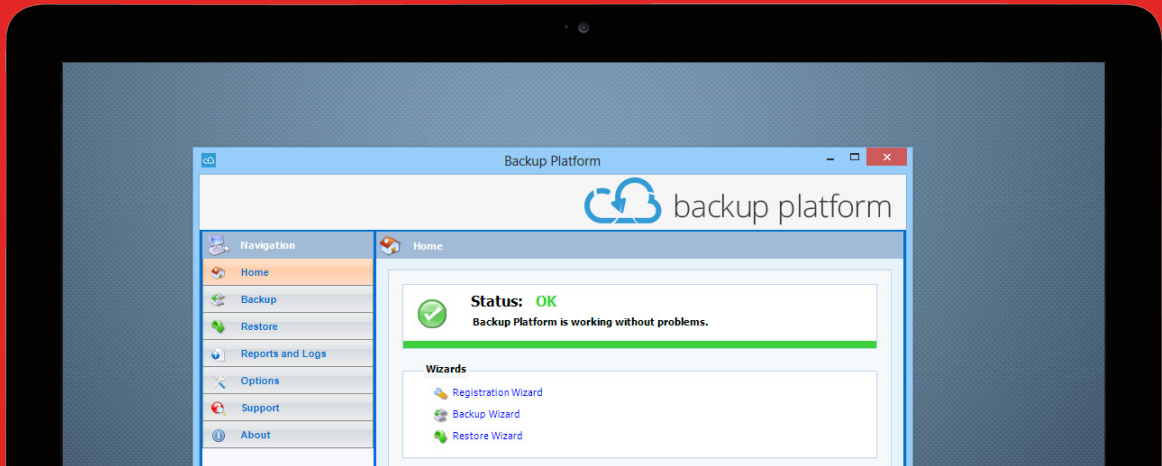 Backup Platform
backup platform
Navigation
Home
Backup
Restore
Reports and Logs
Options
Support
About
Home
Status: OK
Backup Platform is working without problems.
Wizards
Registration Wizard
Backup Wizard
Restore Wizard